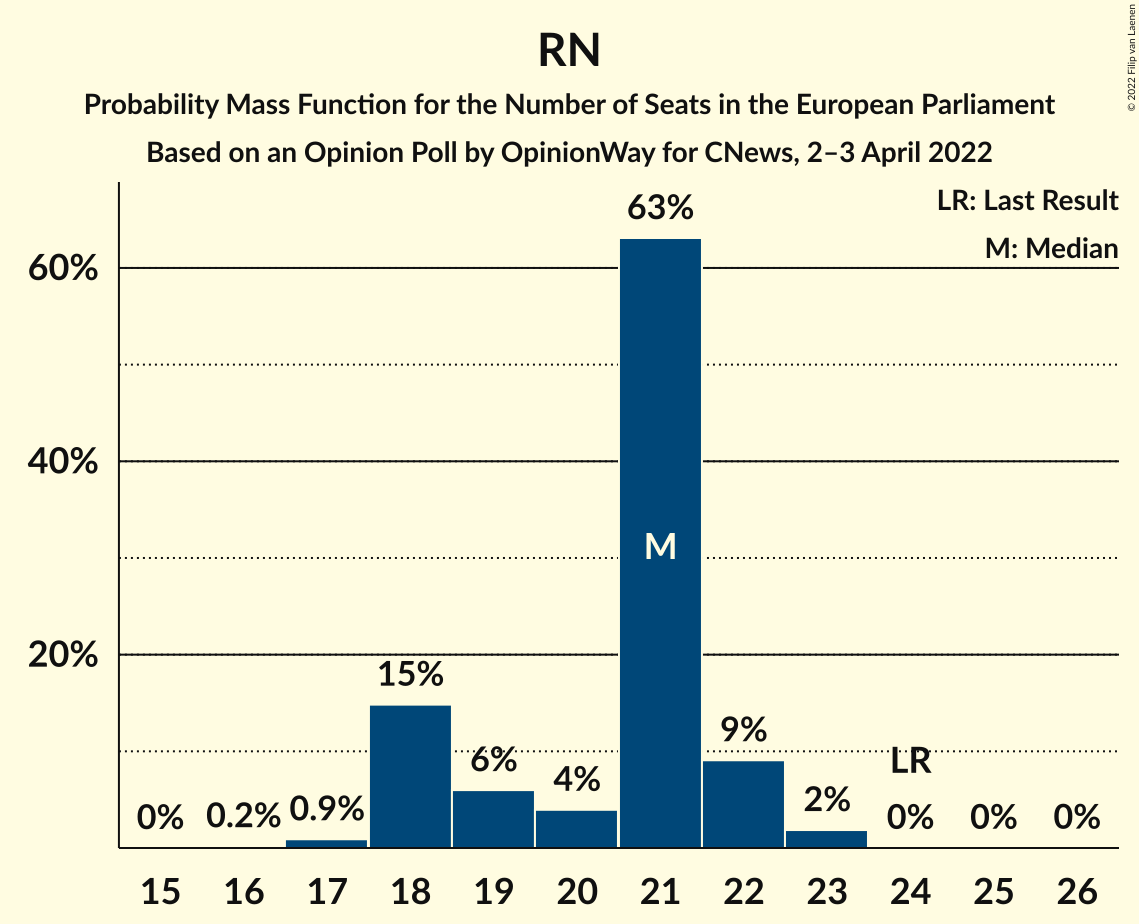 RN
Probability Mass Function for the Number of Seats in the European Parliament
Based on an Opinion Poll by OpinionWay for CNews, 2–3 April 2022
© 2022 Filip van Laenen
LR: Last Result
M: Median
60%
40%
20%
0%
0.2%
0.9%
15%
6%
4%
63%
M
9%
2%
LR
0%
0%
0%
15 16 17 18 19 20 21 22 23 24 25 26